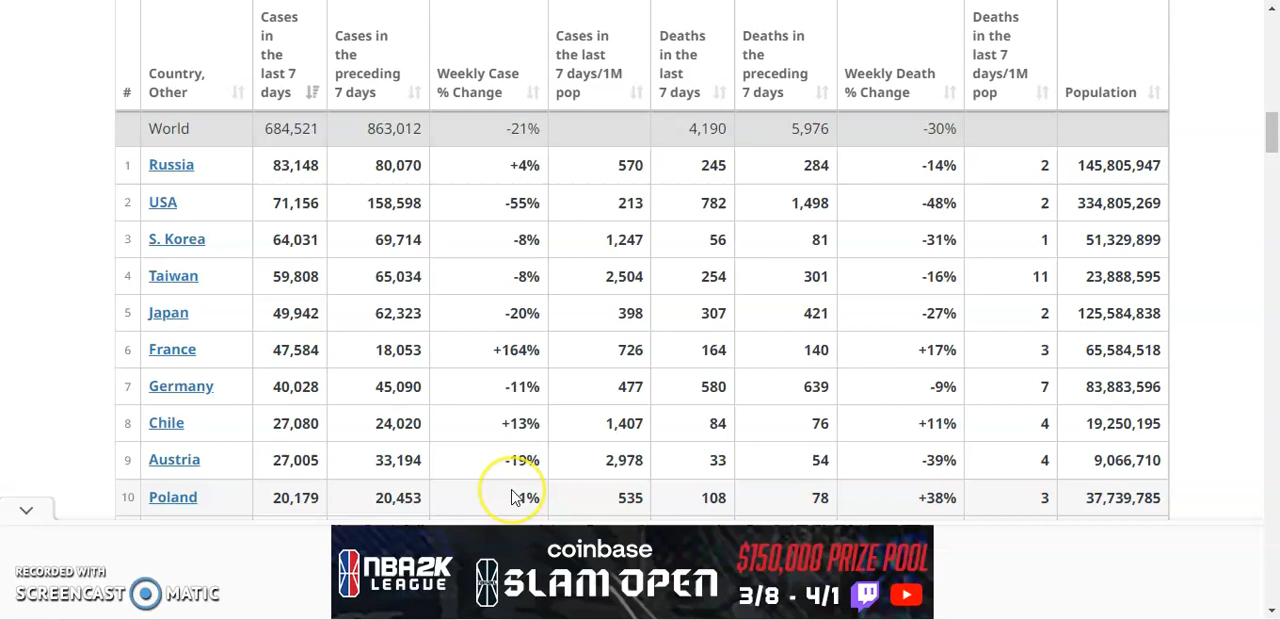 #
Country,
Other
Cases
in
the
last 7
days
Cases in
the
preceding
7 days
Weekly Case
% Change
Cases in
the last
7 days/1M
pop
Deaths
in the
last
7 days
Deaths in
the
preceding
7 days
Weekly Death
% Change
Deaths
in the
last 7
days/1M
pop
Population
World 684,521 863,012 -21% 4,190 5,976 -30%
1 Russia 83,148 80,070 +4% 570 245 284 -14% 2 145,805,947
2 USA 71,156 158,598 -55% 213 782 1,498 -48% 2 334,805,269
3 S. Korea 64,031 69,714 -8% 1,247 56 81 -31% 1 51,329,899
4 Taiwan 59,808 65,034 -8% 2,504 254 301 -16% 11 23,888,595
5 Japan 49,942 62,323 -20% 398 307 421 -27% 2 125,584,838
6 France 47,584 18,053 +164% 726 164 140 +17% 3 65,584,518
7 Germany 40,028 45,090 -11% 477 580 639 -9% 7 83,883,596
8 Chile 27,080 24,020 +13% 1,407 84 76 +11% 4 19,250,195
9 Austria 27,005 33,194 -19% 2,978 33 54 -39% 4 9,066,710
10 Poland 20,179 20,453 1% 535 108 78 +38% 3 37,739,785
RECORDED WITH
SCREENCAST MATIC
NBA2K
LEAGUE
coinbase
SLAM OPEN
$150,000 PRIZE POOL
3/8 - 4/1